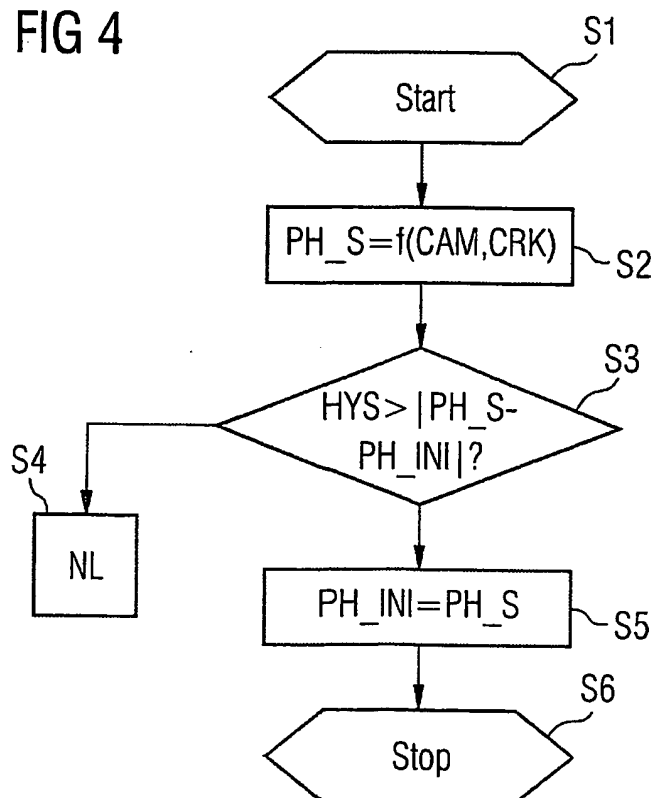 FIG 4
S1
Start
PH_S=f(CAM,CRK)
S2
S3
HYS>|PH_S-
PH_INI|?
S4
NL
PH_INI=PH_S
S5
S6
Stop